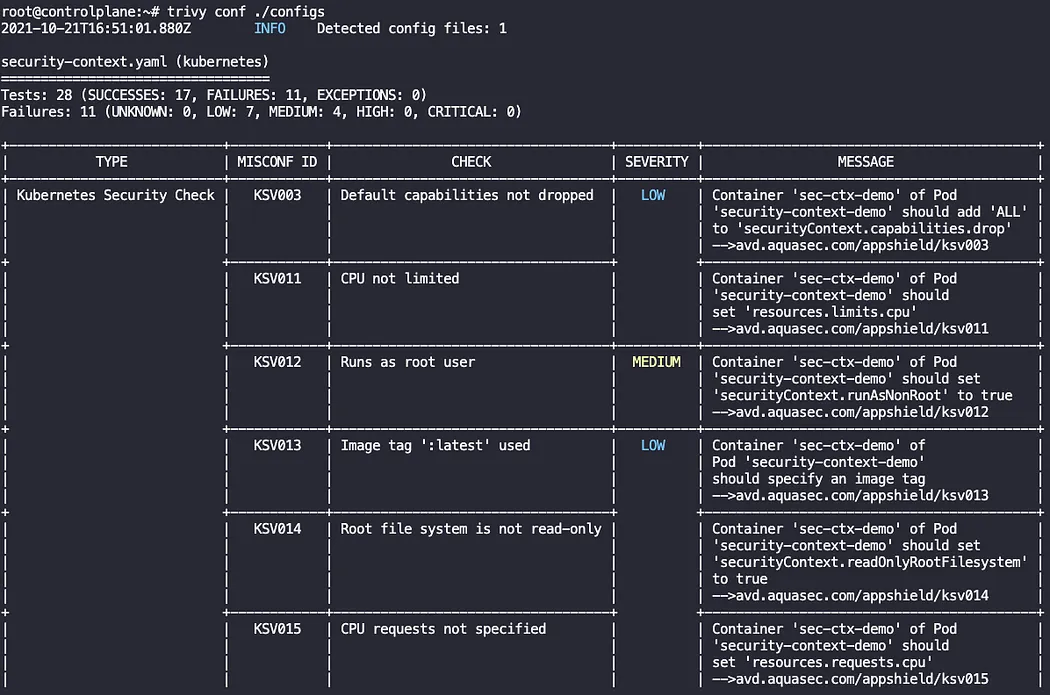 root@controlplane:~# trivy conf ./configs
2021-10-21T16:51:01.880Z INFO Detected config files: 1
security-context.yaml (kubernetes)
==================================
Tests: 28 (SUCCESSES: 17, FAILURES: 11, EXCEPTIONS: 0)
Failures: 11 (UNKNOWN: 0, LOW: 7, MEDIUM: 4, HIGH: 0, CRITICAL: 0)
TYPE | MISCONF ID | CHECK | SEVERITY | MESSAGE
Kubernetes Security Check | KSV003 | Default capabilities not dropped | LOW | Container 'sec-ctx-demo' of Pod
'security-context-demo' should add 'ALL'
to 'securityContext.capabilities.drop'
-->avd.aquasec.com/appshield/ksv003
KSV011 | CPU not limited | Container 'sec-ctx-demo' of Pod
'security-context-demo' should
set 'resources.limits.cpu'
-->avd.aquasec.com/appshield/ksv011
KSV012 | Runs as root user | MEDIUM | Container 'sec-ctx-demo' of Pod
'security-context-demo' should set
'securityContext.runAsNonRoot' to true
-->avd.aquasec.com/appshield/ksv012
KSV013 | Image tag ':latest' used | LOW | Container 'sec-ctx-demo' of
Pod 'security-context-demo'
should specify an image tag
-->avd.aquasec.com/appshield/ksv013
KSV014 | Root file system is not read-only | Container 'sec-ctx-demo' of Pod
'security-context-demo' should set
'securityContext.readOnlyRootFilesystem'
to true
-->avd.aquasec.com/appshield/ksv014
KSV015 | CPU requests not specified | Container 'sec-ctx-demo' of Pod
'security-context-demo' should
set 'resources.requests.cpu'
-->avd.aquasec.com/appshield/ksv015